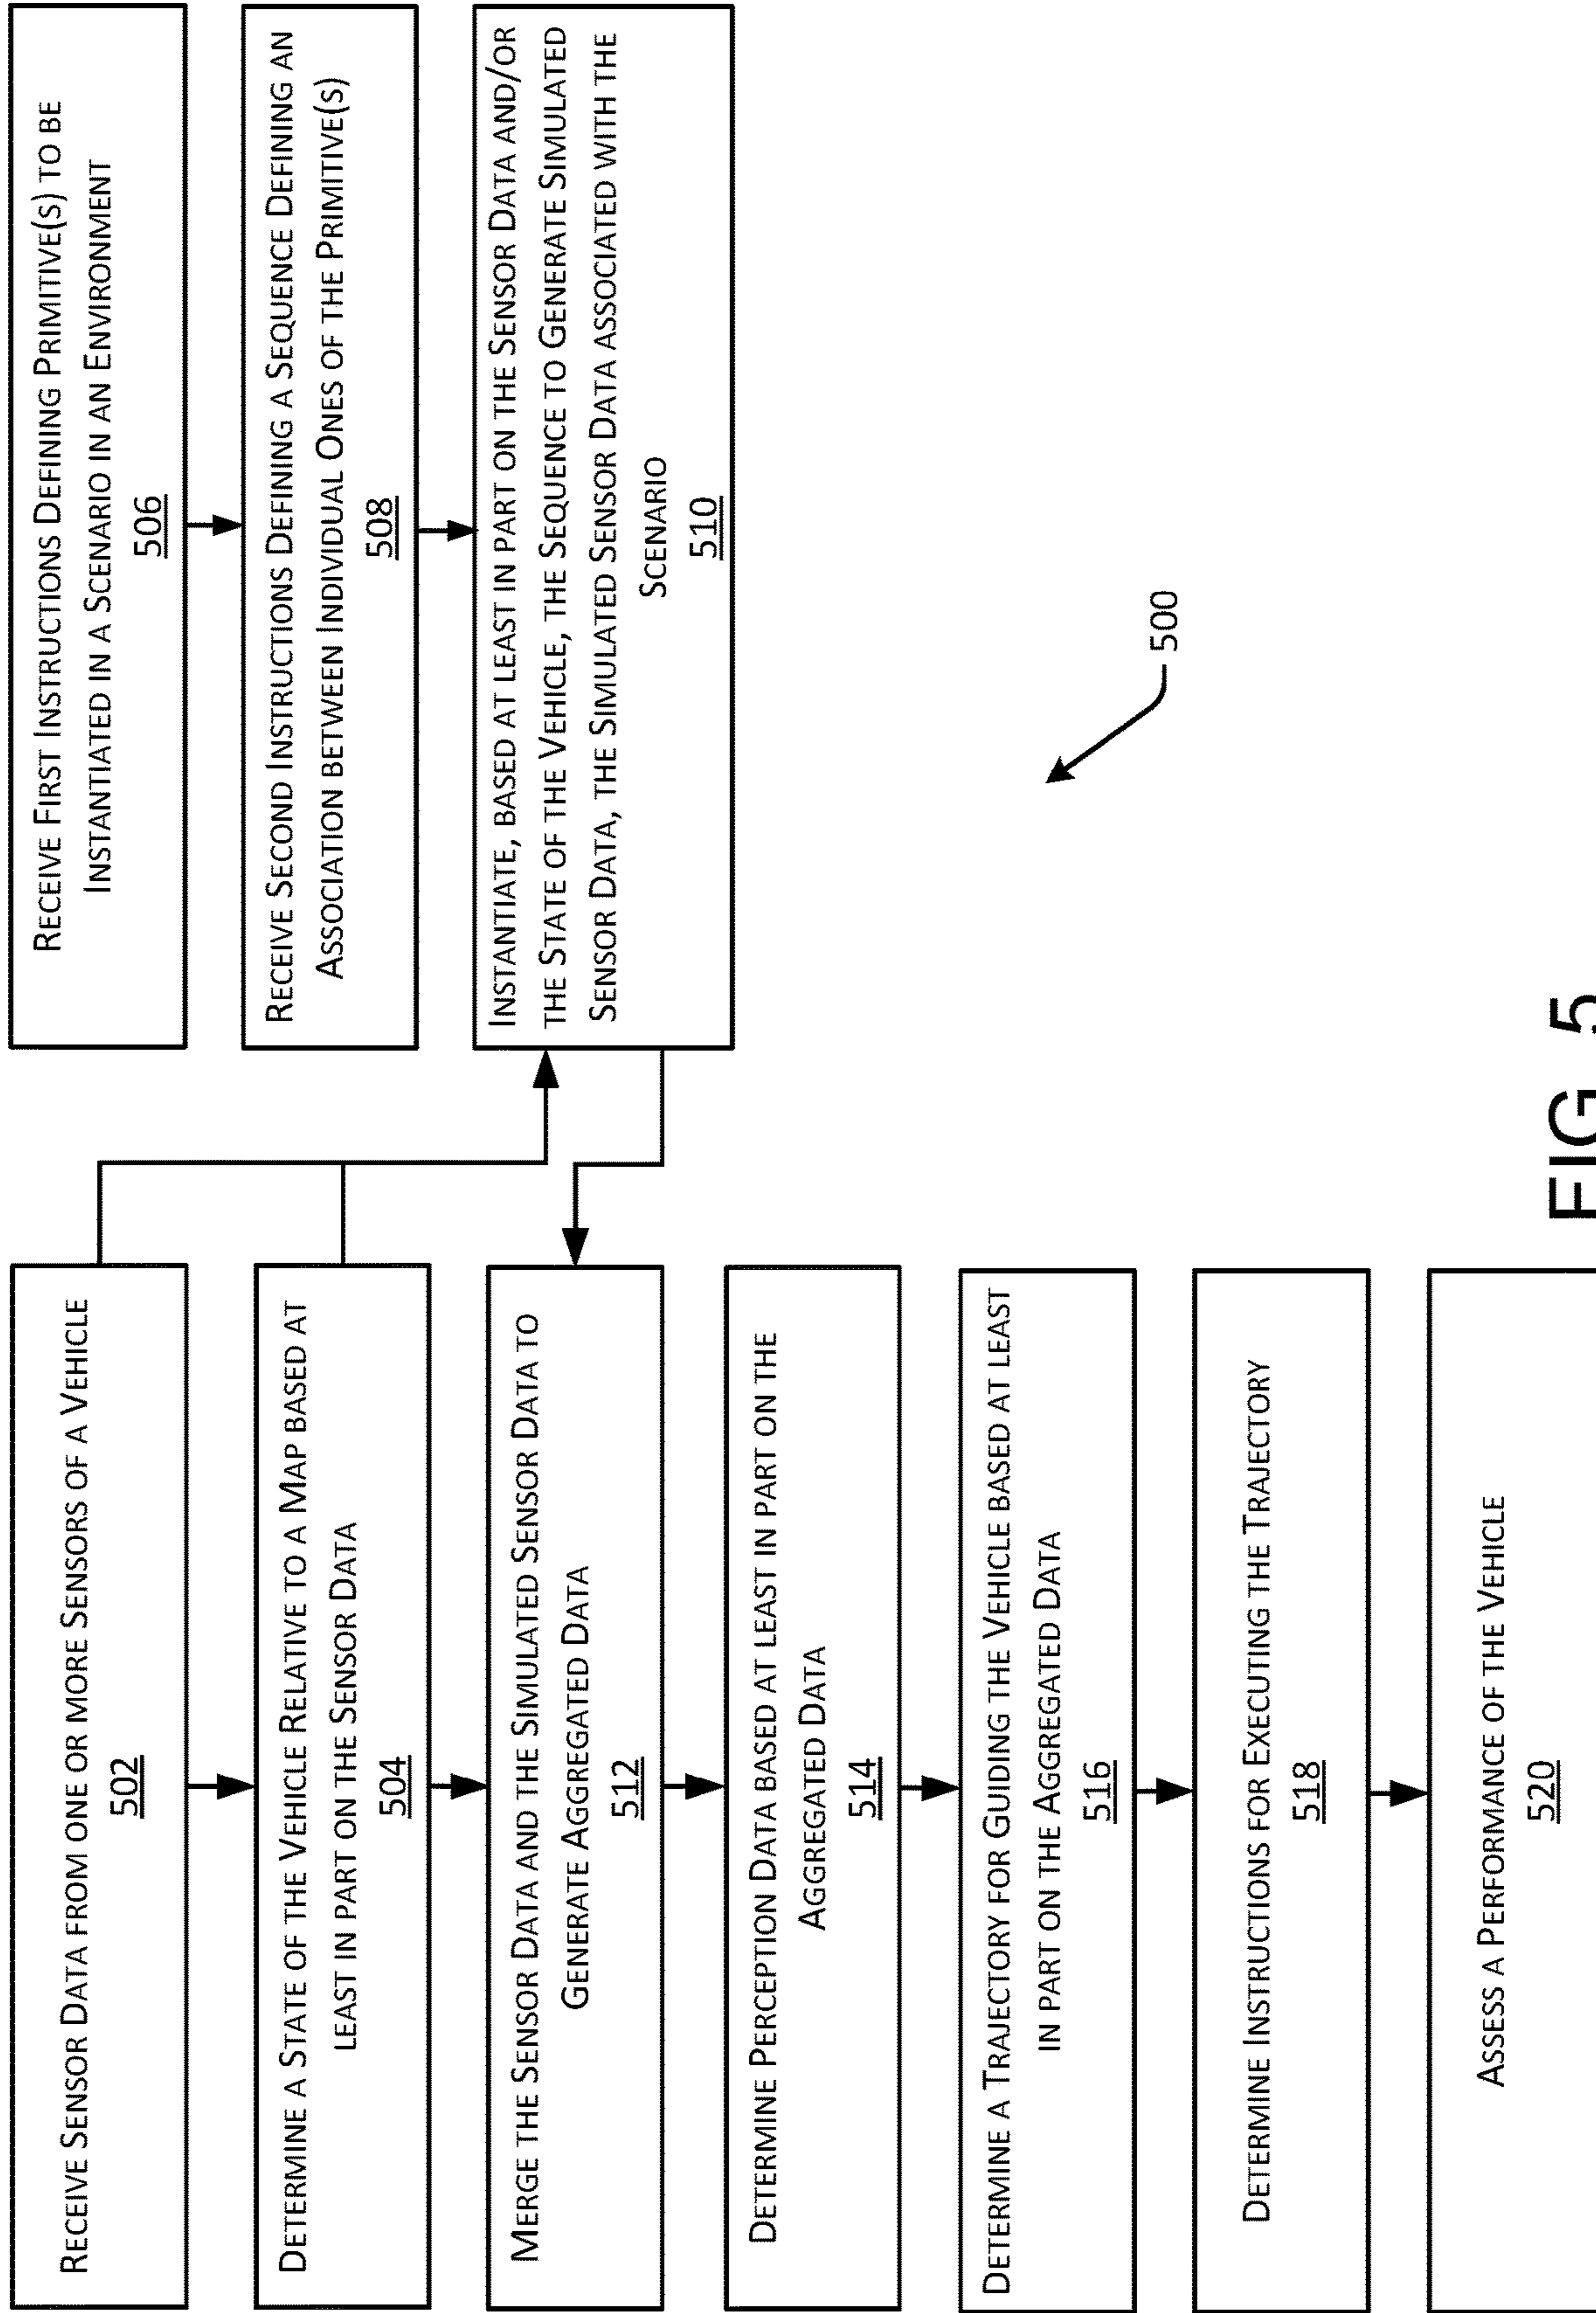 RECEIVE SENSOR DATA FROM ONE OR MORE SENSORS OF A VEHICLE
502
DETERMINE A STATE OF THE VEHICLE RELATIVE TO A MAP BASED AT
LEAST IN PART ON THE SENSOR DATA
504
MERGE THE SENSOR DATA AND THE SIMULATED SENSOR DATA TO
GENERATE AGGREGATED DATA
512
DETERMINE PERCEPTION DATA BASED AT LEAST IN PART ON THE
AGGREGATED DATA
514
DETERMINE A TRAJECTORY FOR GUIDING THE VEHICLE BASED AT LEAST
IN PART ON THE AGGREGATED DATA
516
DETERMINE INSTRUCTIONS FOR EXECUTING THE TRAJECTORY
518
ASSESS A PERFORMANCE OF THE VEHICLE
520
RECEIVE FIRST INSTRUCTIONS DEFINING PRIMITIVE(S) TO BE
INSTANTIATED IN A SCENARIO IN AN ENVIRONMENT
506
RECEIVE SECOND INSTRUCTIONS DEFINING A SEQUENCE DEFINING AN
ASSOCIATION BETWEEN INDIVIDUAL ONES OF THE PRIMITIVE(S)
508
INSTANTIATE, BASED AT LEAST IN PART ON THE SENSOR DATA AND/OR
THE STATE OF THE VEHICLE, THE SEQUENCE TO GENERATE SIMULATED
SENSOR DATA, THE SIMULATED SENSOR DATA ASSOCIATED WITH THE
SCENARIO
510
500
FIG. 5